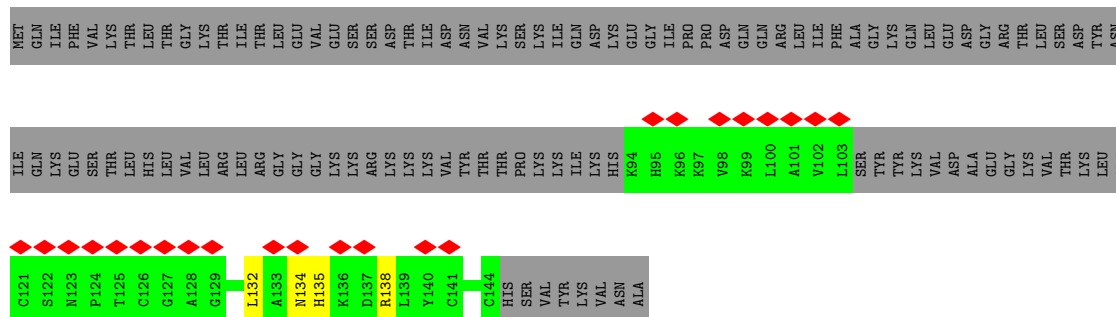 MET GLN ILE PHE VAL LYS THR LEU THR GLY LYS THR ILE THR LEU GLU VAL GLU SER SER ASP THR ILE ASP ASN VAL LYS SER LYS ILE GLN ASP LYS GLU GLY ILE PRO PRO ASP GLN GLN ARG LEU ILE PHE ALA GLY LYS GLN LEU GLU ASP GLY ARG THR LEU SER ASP TYR ASN
ILE GLN LYS GLU SER THR LEU HIS LEU VAL LEU ARG LEU ARG GLY GLY GLY LYS LYS ARG LYS LYS LYS VAL TYR THR THR PRO LYS LYS ILE LYS HIS K94 H95 K96 K97 V98 K99 L100 A101 V102 L103 SER TYR TYR LYS VAL ASP ALA GLU GLY LYS VAL THR LYS LEU
C121 S122 N123 P124 T125 C126 G127 A128 G129 L132 A133 N134 H135 K136 D137 R138 L139 Y140 C141 C144 HIS SER VAL TYR LYS VAL ASN ALA